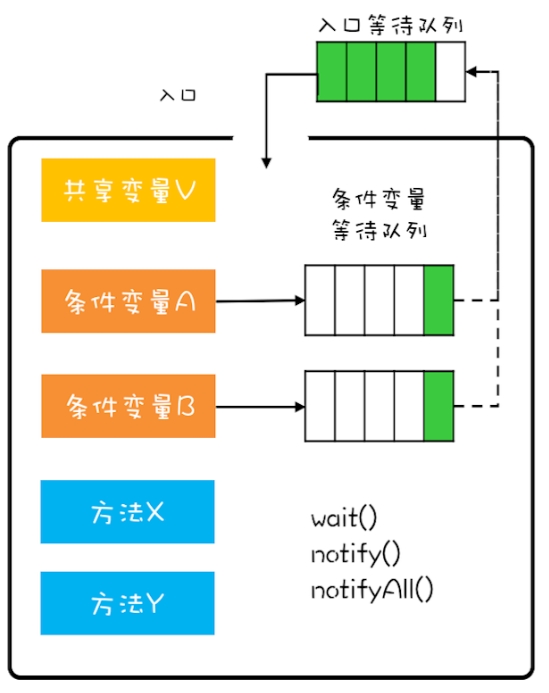 入口等待队列
入口
共享变量V
条件变量
等待队列
条件变量A
条件变量B
方法X
wait()
notify()
notifyAll()
方法Y